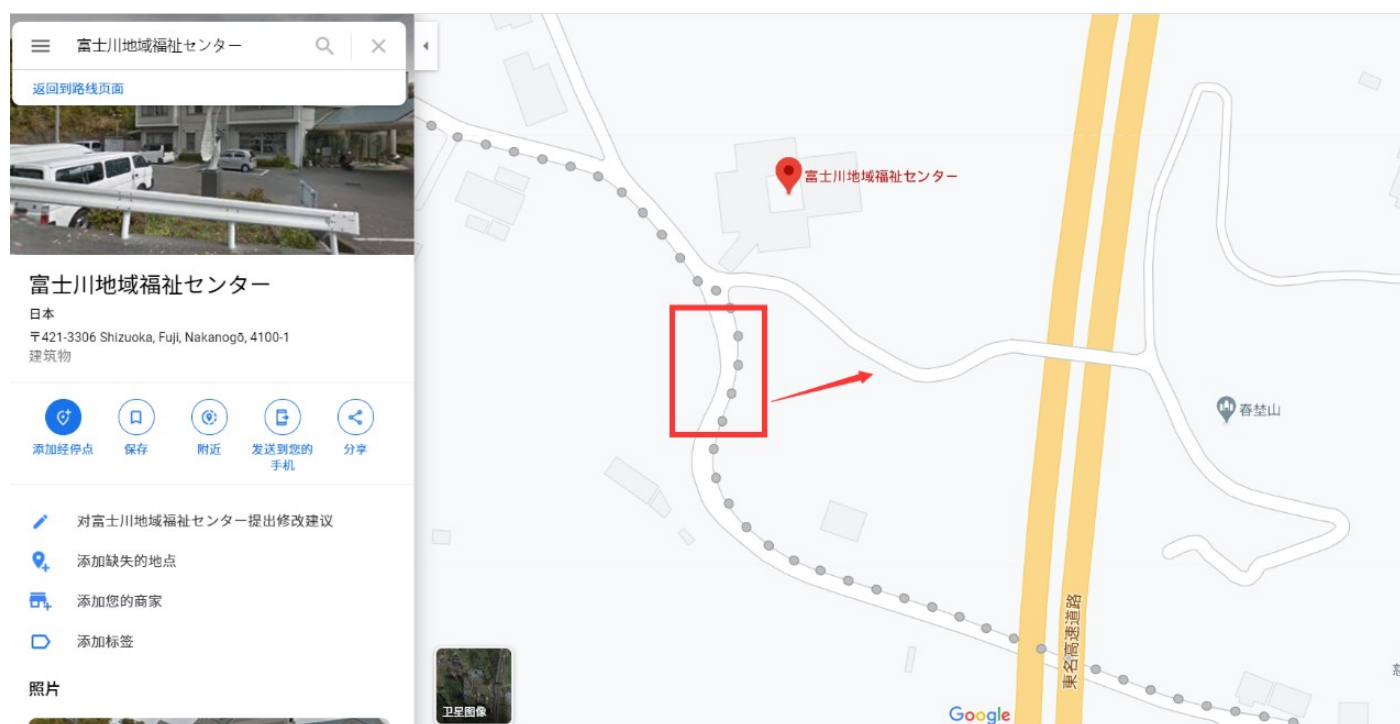 富士川地域福祉センター
返回到路线页面
富士川地域福祉センター
日本
〒421-3306 Shizuoka, Fuji, Nakanogō, 4100-1
建筑物
添加经停点
保存
附近
发送到您的
手机
分享
对富士川地域福祉センター提出修改建议
添加缺失的地点
添加您的商家
添加标签
照片
富士川地域福祉センター
春埜山
東名高速道路
卫星图像
Google